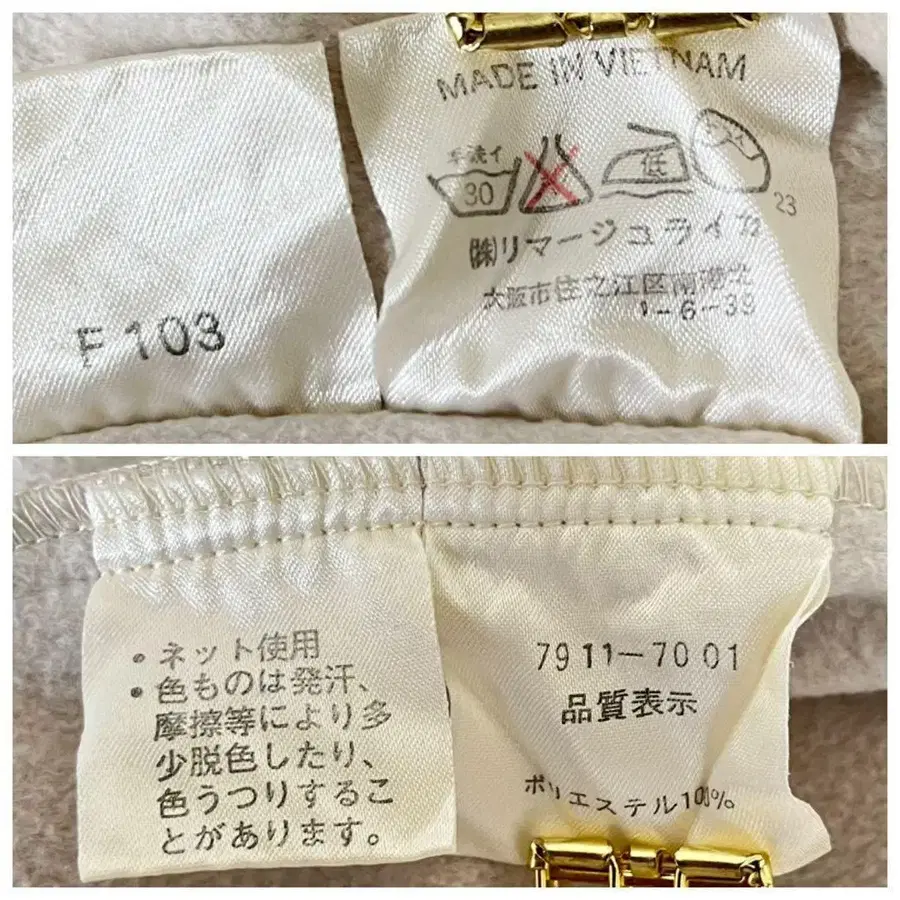 F 103
MADE IN VIETNAM
手洗イ
30
低
23
㈱リマージュライカ
大阪市住之江区南港北
1-6-39
・ネット使用
・色ものは発汗、
摩擦等により多
少脱色したり、
色うつりするこ
とがあります。
7911-7001
品質表示
ポリエステル100%